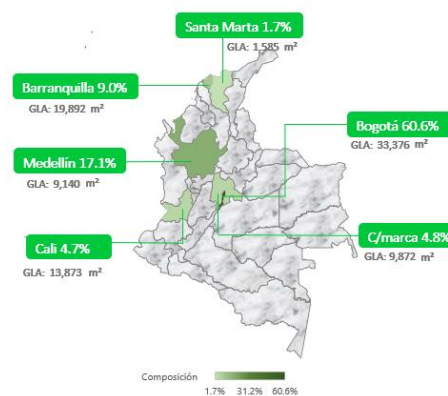 Santa Marta 1.7%
GLA: 1,585 m²
Barranquilla 9.0%
GLA: 19,892 m²
Bogotá 60.6%
GLA: 33,376 m²
Medellín 17.1%
GLA: 9,140 m²
Cali 4.7%
GLA: 13,873 m²
C/marca 4.8%
GLA: 9,872 m²
Composición
1.7% 31.2% 60.6%